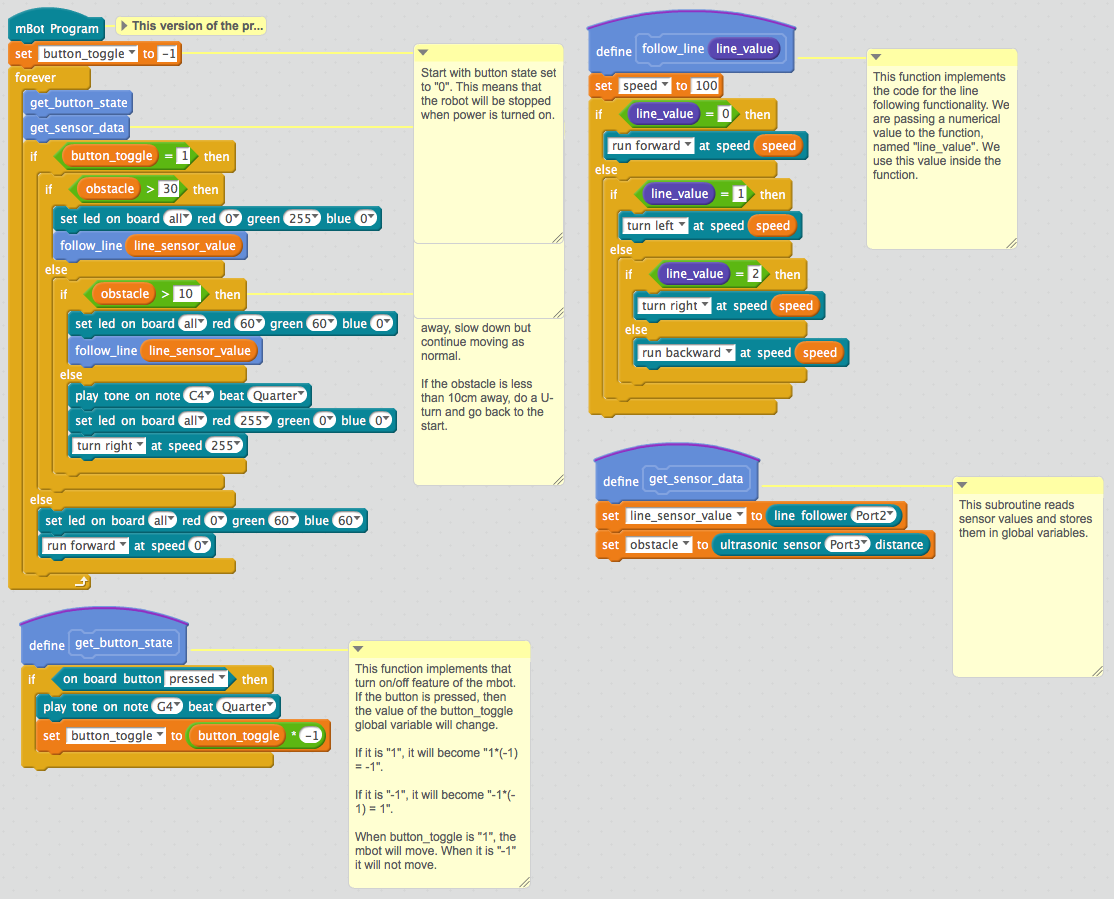 mBot Program
This version of the pr...
set button_toggle to -1
forever
get_button_state
get_sensor_data
if button_toggle = 1 then
if obstacle > 30 then
set led on board all red 0 green 255 blue 0
follow_line line_sensor_value
else
if obstacle > 10 then
set led on board all red 60 green 60 blue 0
follow_line line_sensor_value
else
play tone on note C4 beat Quarter
set led on board all red 255 green 0 blue 0
turn right at speed 255
else
set led on board all red 0 green 60 blue 60
run forward at speed 0
Start with button state set
to "0". This means that
the robot will be stopped
when power is turned on.
away, slow down but
continue moving as
normal.
If the obstacle is less
than 10cm away, do a U-
turn and go back to the
start.
define follow_line line_value
set speed to 100
if line_value = 0 then
run forward at speed speed
else
if line_value = 1 then
turn left at speed speed
else
if line_value = 2 then
turn right at speed speed
else
run backward at speed speed
This function implements
the code for the line
following functionality. We
are passing a numerical
value to the function,
named "line_value". We
use this value inside the
function.
define get_sensor_data
set line_sensor_value to line follower Port2
set obstacle to ultrasonic sensor Port3 distance
This subroutine reads
sensor values and stores
them in global variables.
define get_button_state
if on board button pressed then
play tone on note G4 beat Quarter
set button_toggle to button_toggle * -1
This function implements that
turn on/off feature of the mbot.
If the button is pressed, then
the value of the button_toggle
global variable will change.
If it is "1", it will become "1*(-1)
= -1".
If it is "-1", it will become "-1*(-
1) = 1".
When button_toggle is "1", the
mbot will move. When it is "-1"
it will not move.